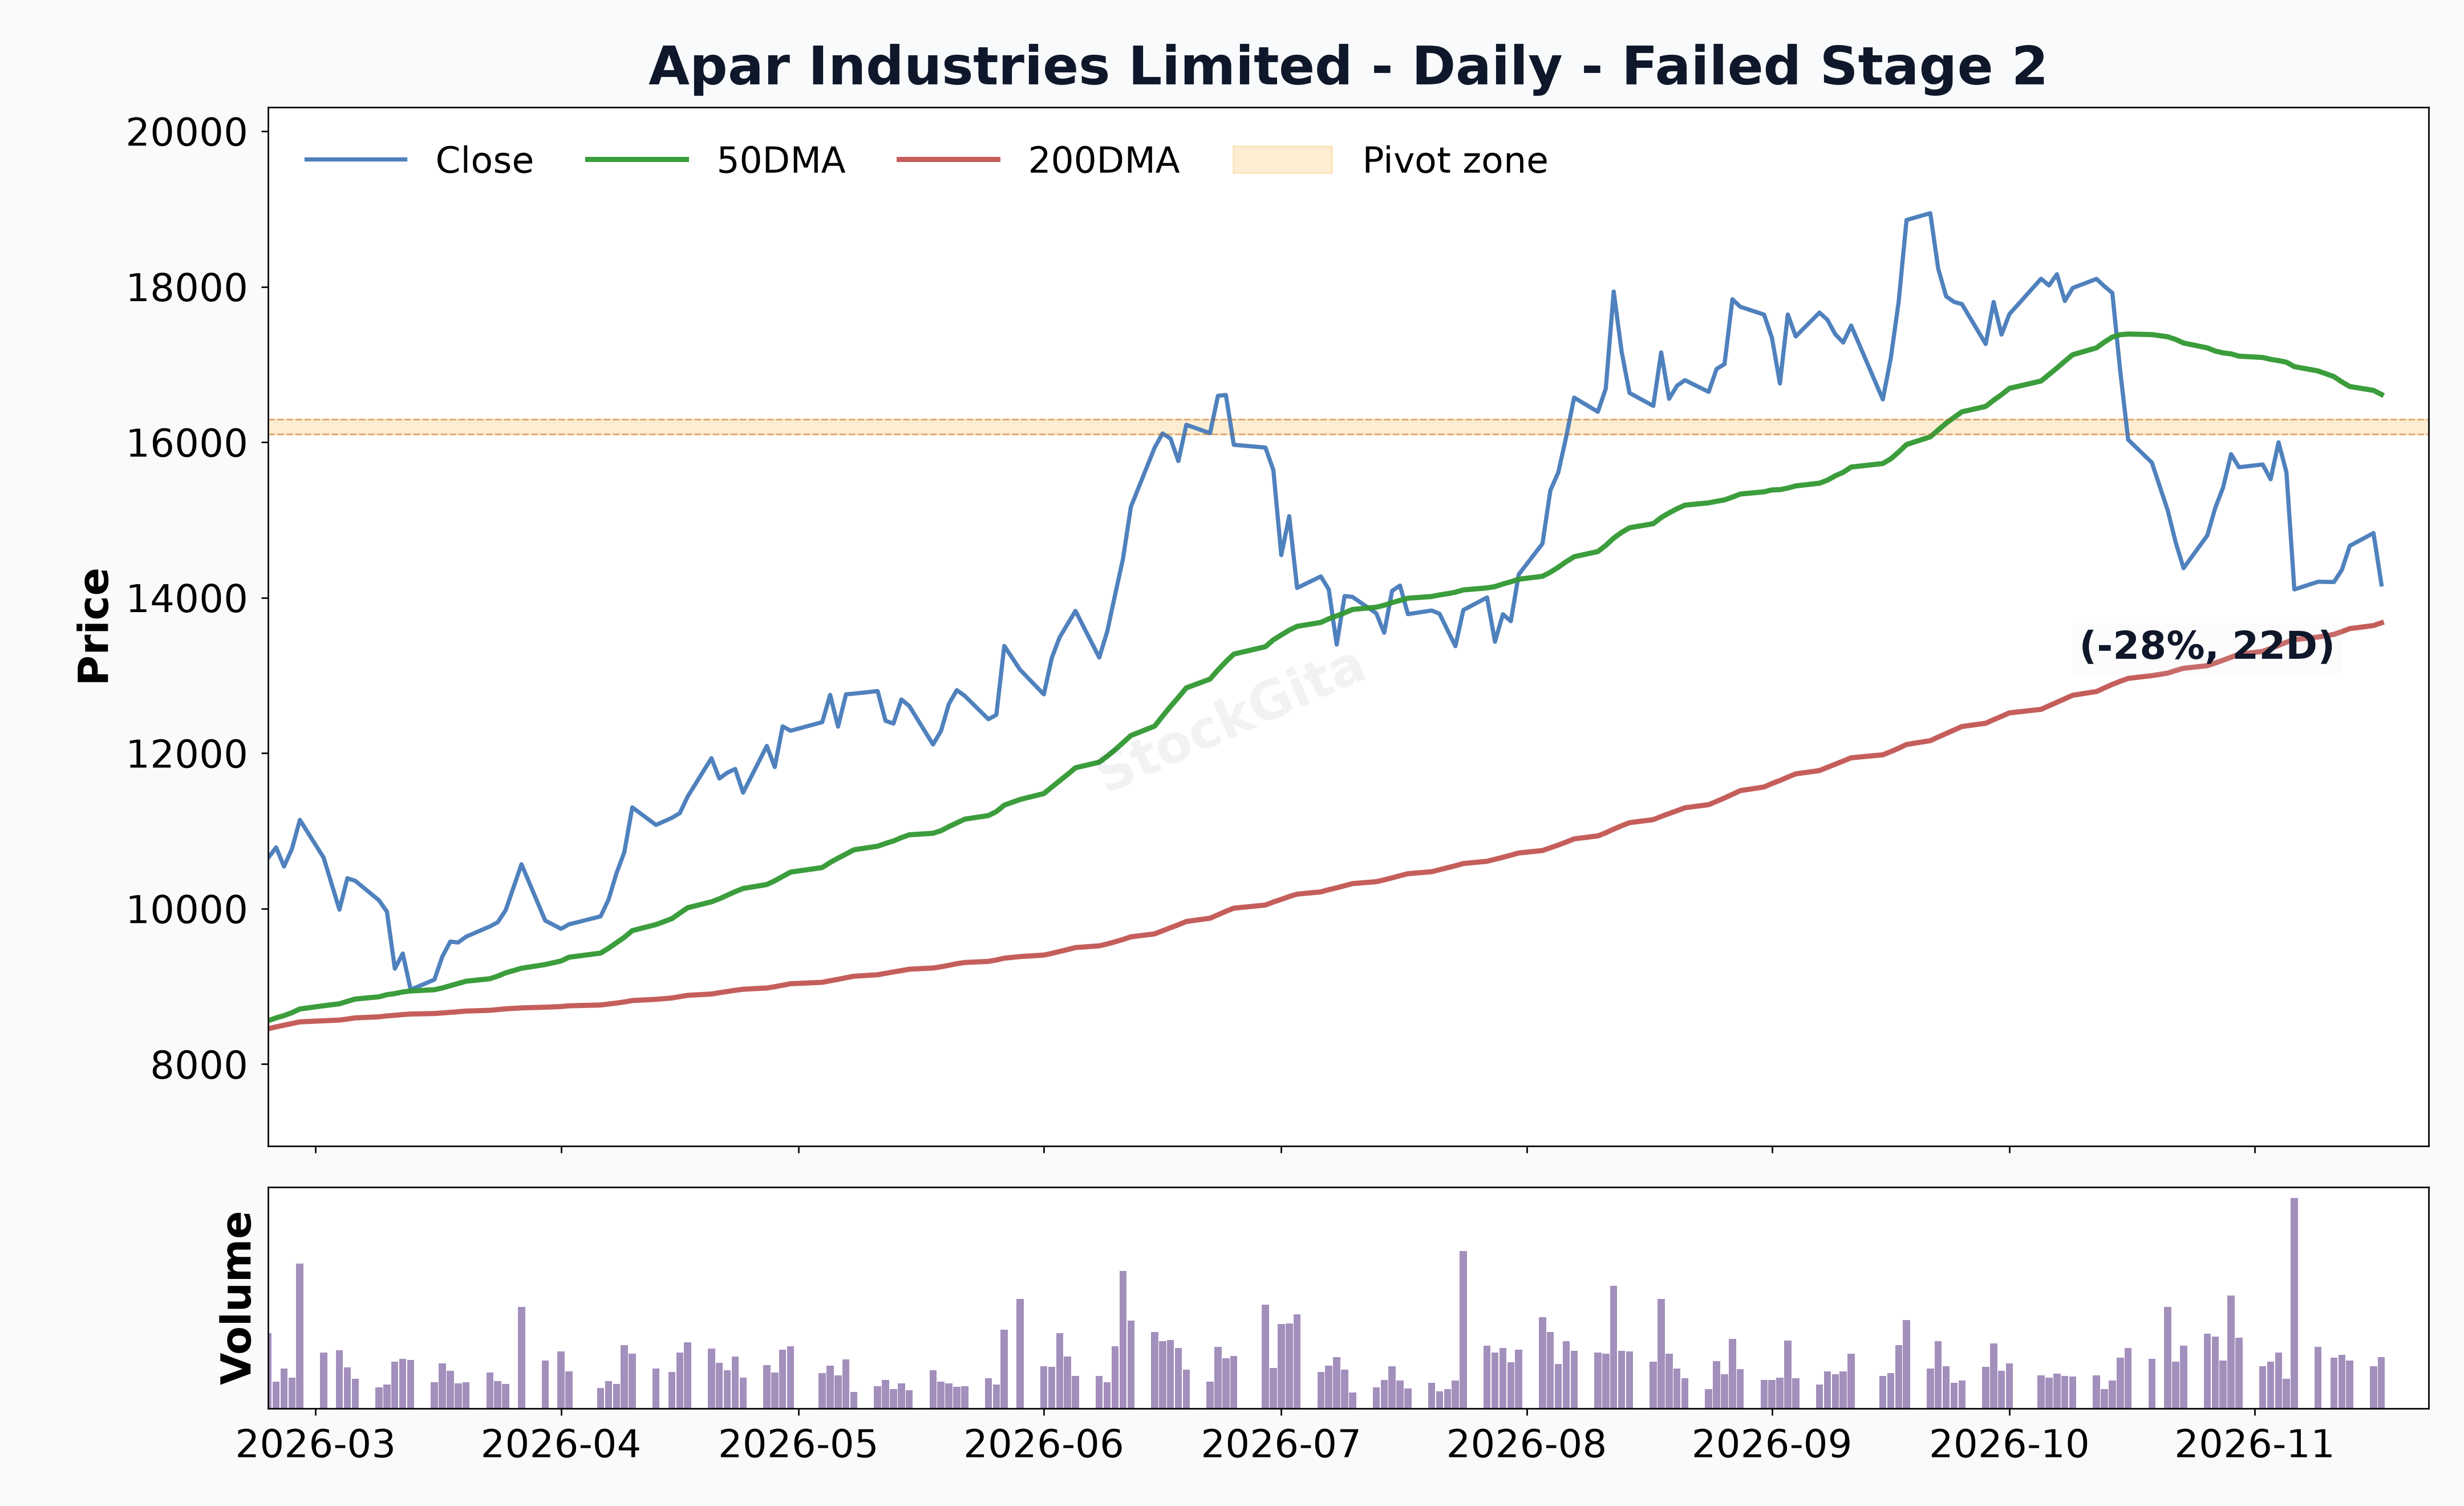 Apar Industries Limited - Daily - Failed Stage 2
Close 50DMA 200DMA Pivot zone
20000
18000
16000
14000
12000
10000
8000
Price
(-28%, 22D)
StockGita
Volume
2026-03 2026-04 2026-05 2026-06 2026-07 2026-08 2026-09 2026-10 2026-11